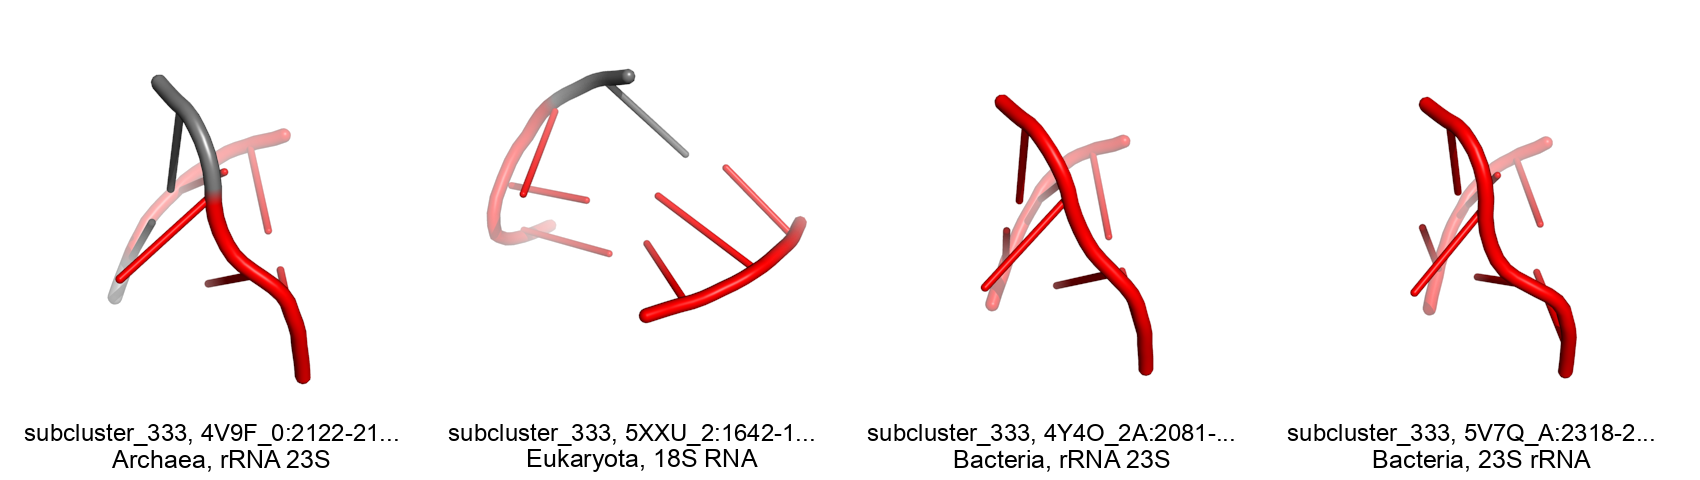 subcluster_333, 4V9F_0:2122-21...
Archaea, rRNA 23S
subcluster_333, 5XXU_2:1642-1...
Eukaryota, 18S RNA
subcluster_333, 4Y4O_2A:2081-...
Bacteria, rRNA 23S
subcluster_333, 5V7Q_A:2318-2...
Bacteria, 23S rRNA